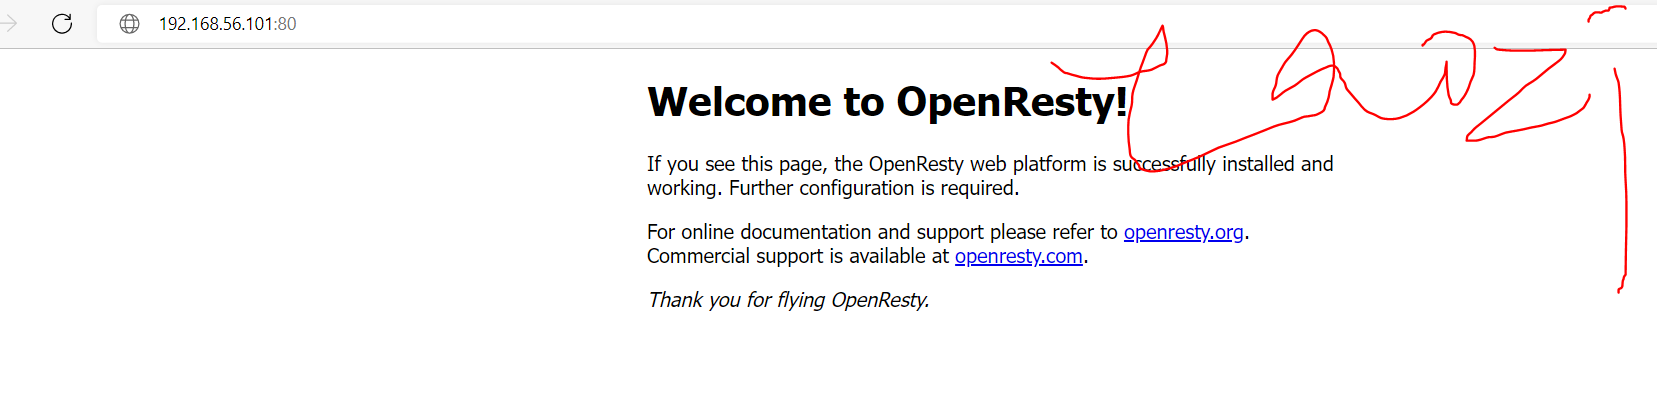 192.168.56.101:80
Welcome to OpenResty!
If you see this page, the OpenResty web platform is successfully installed and
working. Further configuration is required.
For online documentation and support please refer to openresty.org.
Commercial support is available at openresty.com.
Thank you for flying OpenResty.